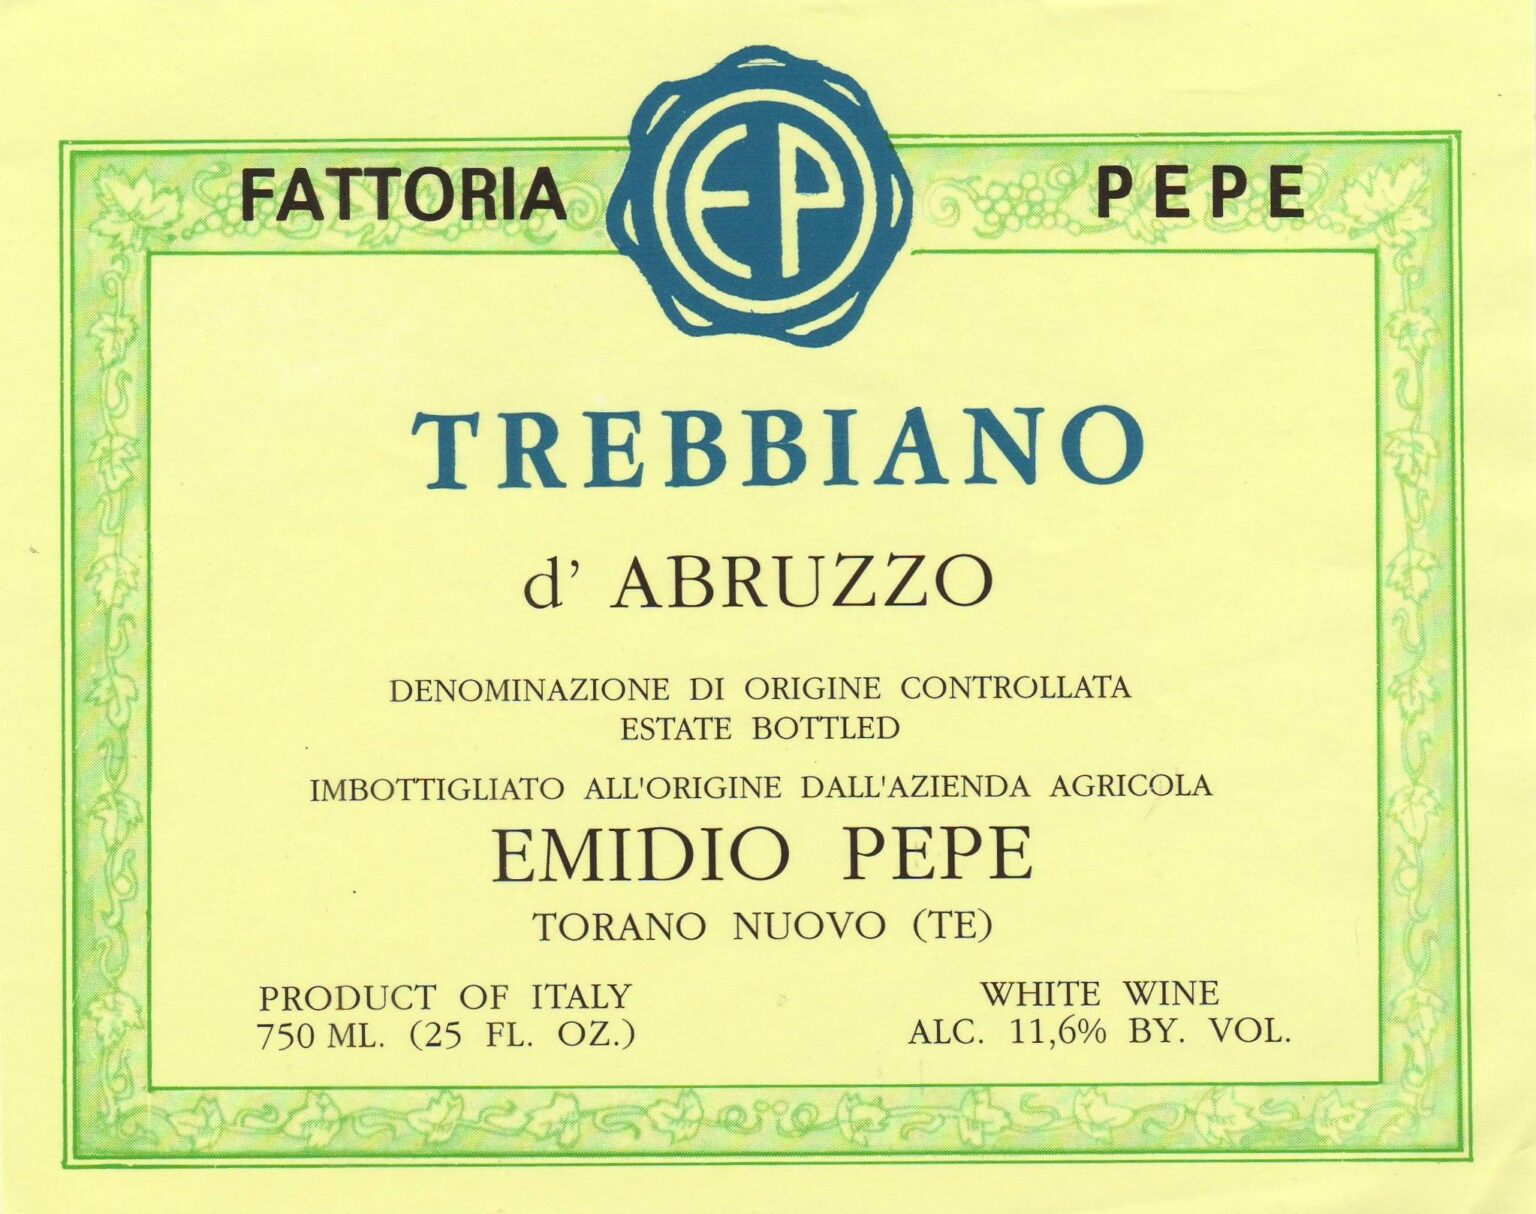 FATTORIA EP PEPE
TREBBIANO
d' ABRUZZO
DENOMINAZIONE DI ORIGINE CONTROLLATA
ESTATE BOTTLED
IMBOTTIGLIATO ALL'ORIGINE DALL'AZIENDA AGRICOLA
EMIDIO PEPE
TORANO NUOVO (TE)
PRODUCT OF ITALY
750 ML. (25 FL. OZ.)
WHITE WINE
ALC. 11,6% BY. VOL.